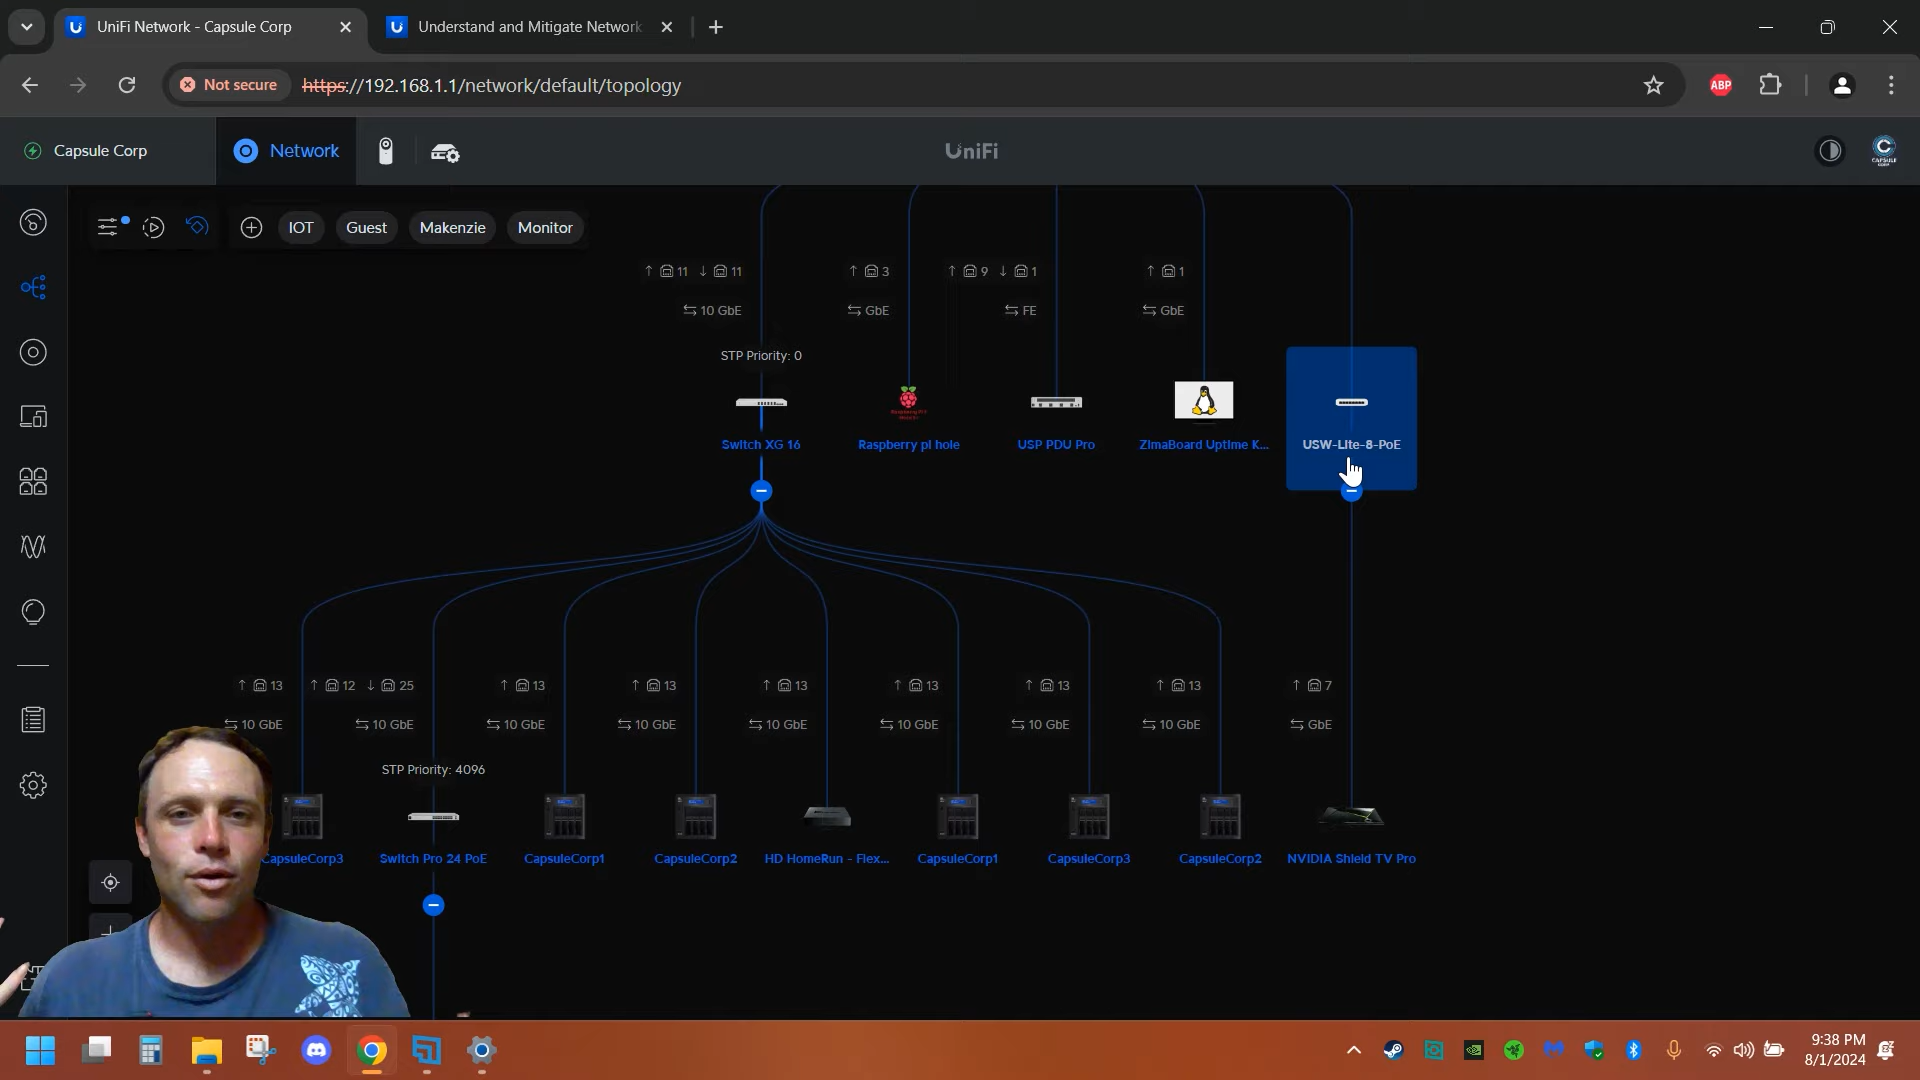 UniFi Network - Capsule Corp
Understand and Mitigate Network
Not secure
https://192.168.1.1/network/default/topology
ABP
Capsule Corp
Network
UniFi
CAPSULE CORP
IOT
Guest
Makenzie
Monitor
↑ 11 ↓ 11
↑ 3
↑ 9 ↓ 1
↑ 1
10 GbE
GbE
FE
GbE
STP Priority: 0
Switch XG 16
Raspberry pi hole
USP PDU Pro
ZimaBoard Uptime K...
USW-Lite-8-PoE
↑ 13
↑ 12 ↓ 25
↑ 13
↑ 13
↑ 13
↑ 13
↑ 13
↑ 13
↑ 7
10 GbE
10 GbE
10 GbE
10 GbE
10 GbE
10 GbE
10 GbE
10 GbE
GbE
STP Priority: 4096
CapsuleCorp3
Switch Pro 24 PoE
CapsuleCorp1
CapsuleCorp2
HD HomeRun - Flex...
CapsuleCorp1
CapsuleCorp3
CapsuleCorp2
NVIDIA Shield TV Pro
9:38 PM
8/1/2024